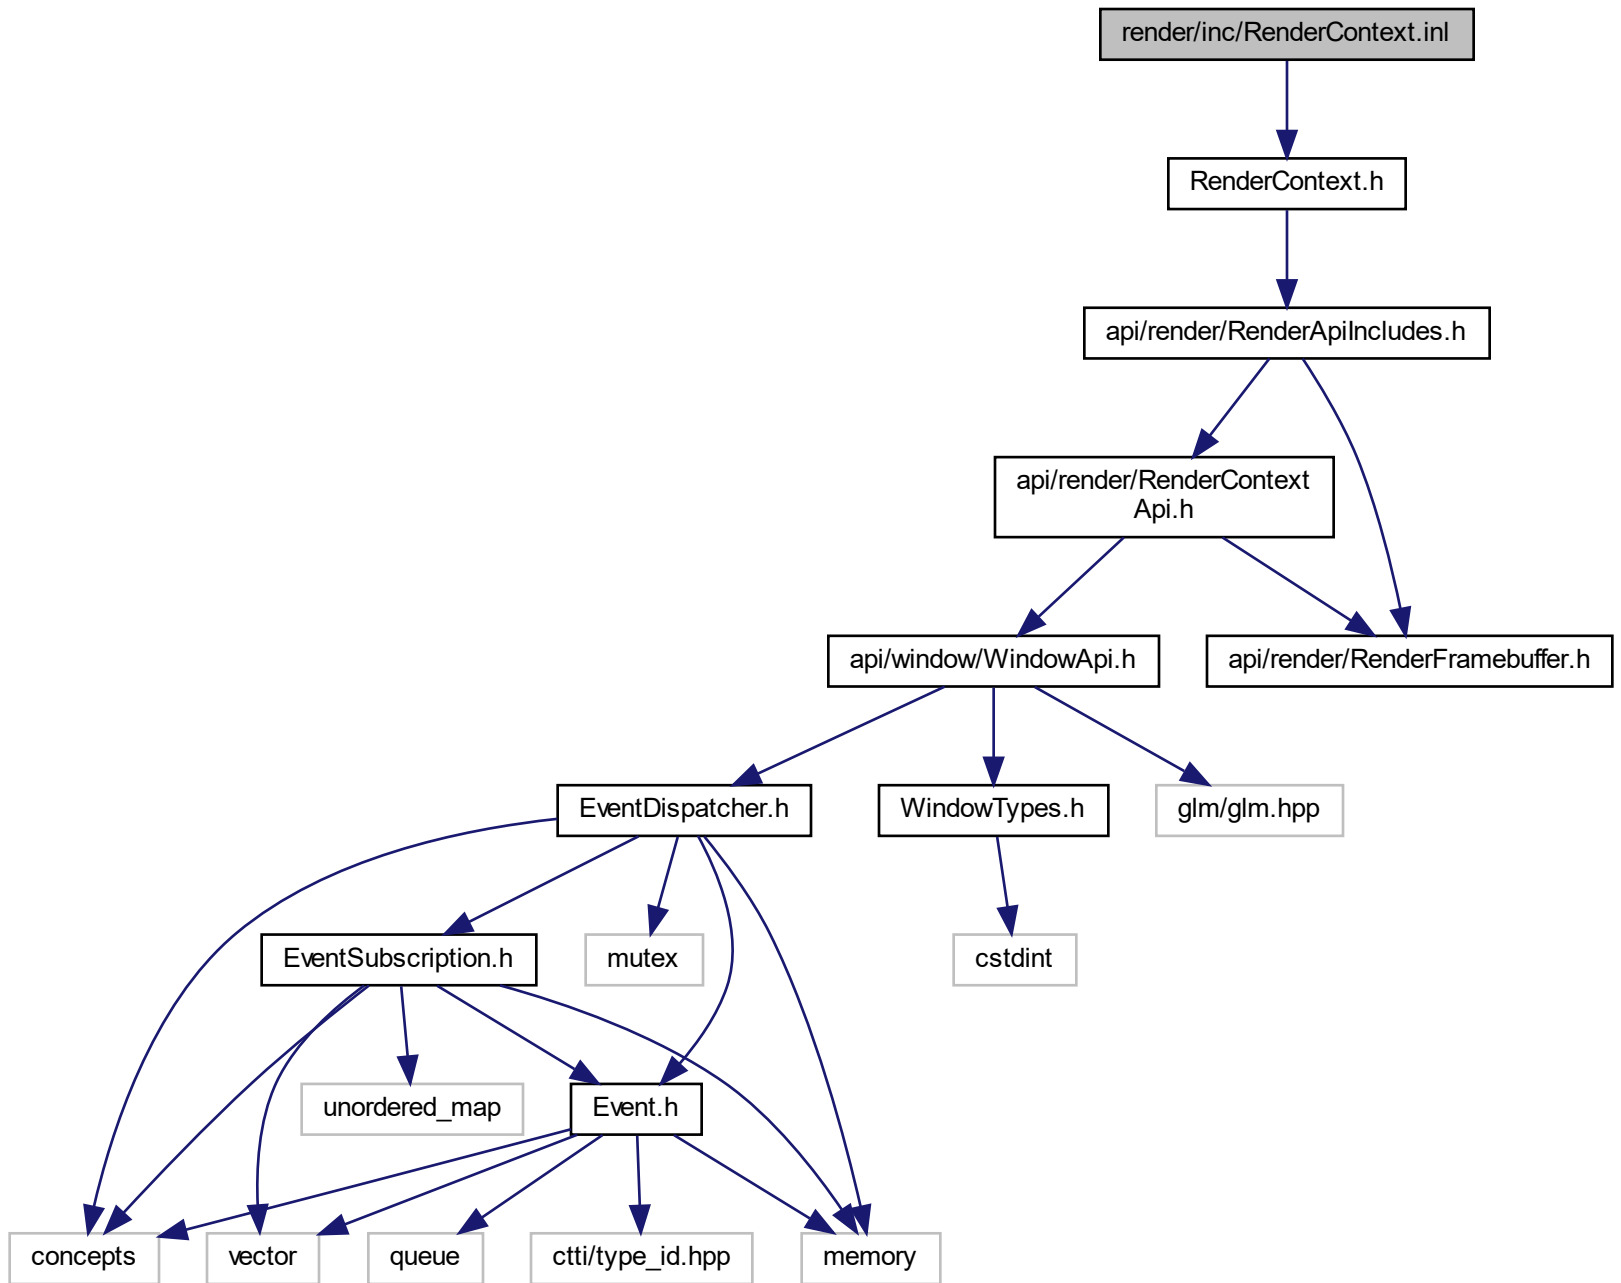 render/inc/RenderContext.inl
RenderContext.h
api/render/RenderApiIncludes.h
api/render/RenderContext
Api.h
api/window/WindowApi.h
api/render/RenderFramebuffer.h
EventDispatcher.h
WindowTypes.h
glm/glm.hpp
EventSubscription.h
mutex
cstdint
unordered_map
Event.h
concepts
vector
queue
ctti/type_id.hpp
memory